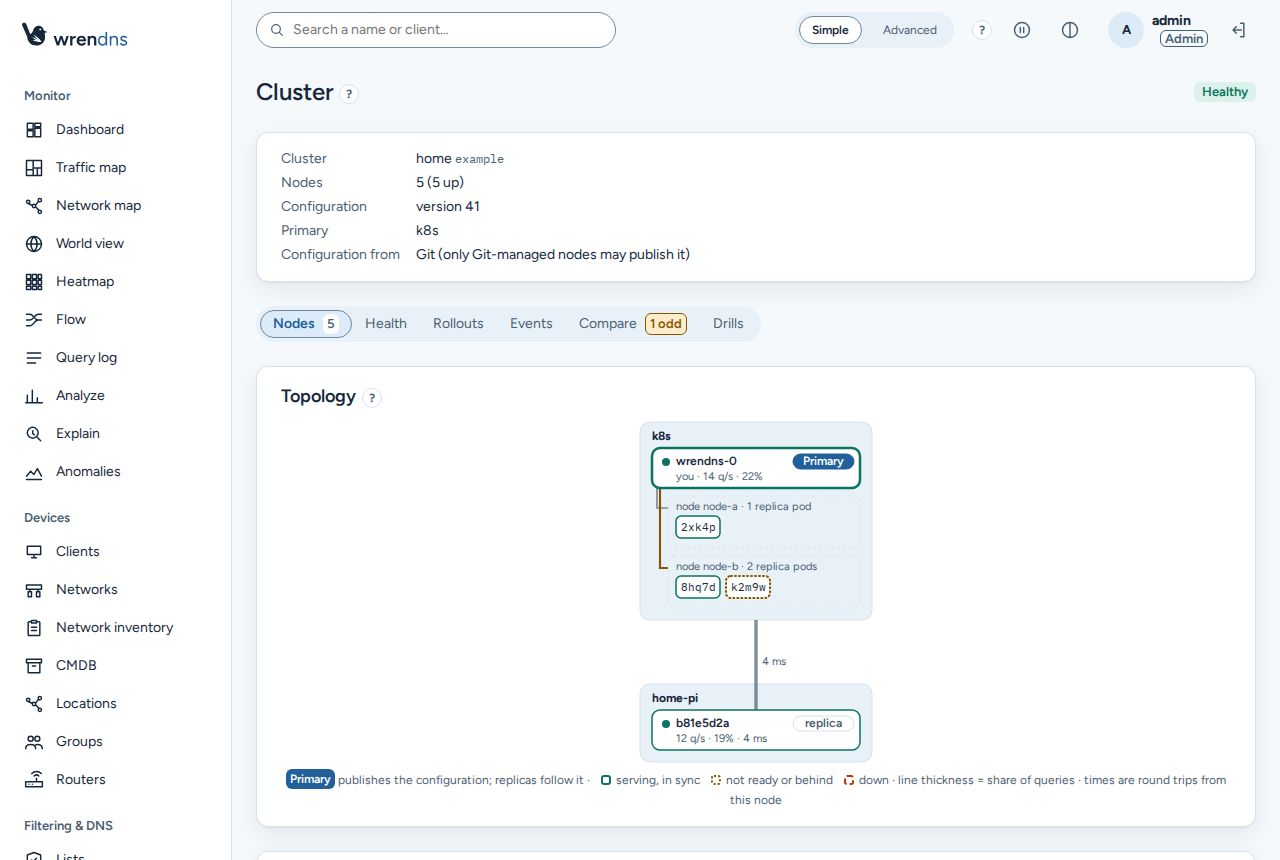 wrendns
Search a name or client...
Simple
Advanced
?
A
admin
Admin
Monitor
Dashboard
Traffic map
Network map
World view
Heatmap
Flow
Query log
Analyze
Explain
Anomalies
Devices
Clients
Networks
Network inventory
CMDB
Locations
Groups
Routers
Filtering & DNS
Lists
Cluster ?
Healthy
Cluster home example
Nodes 5 (5 up)
Configuration version 41
Primary k8s
Configuration from Git (only Git-managed nodes may publish it)
Nodes 5 Health Rollouts Events Compare 1 odd Drills
Topology ?
k8s
wrendns-0 Primary
you · 14 q/s · 22%
node node-a · 1 replica pod
2xk4p
node node-b · 2 replica pods
8hq7d k2m9w
4 ms
home-pi
b81e5d2a replica
12 q/s · 19% · 4 ms
Primary publishes the configuration; replicas follow it · serving, in sync not ready or behind down · line thickness = share of queries · times are round trips from
this node